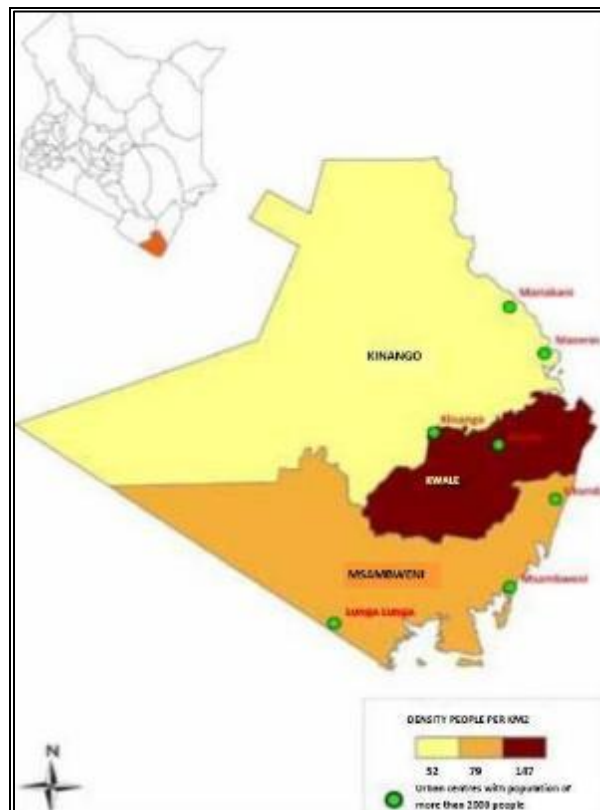 Mariakani
KINANGO
Kinango
KWALE
MSAMBWENI
Msambweni
Lunga Lunga
DENSITY PEOPLE PER KM2
52 79 147
N
Urban centres with population of
more than 2000 people